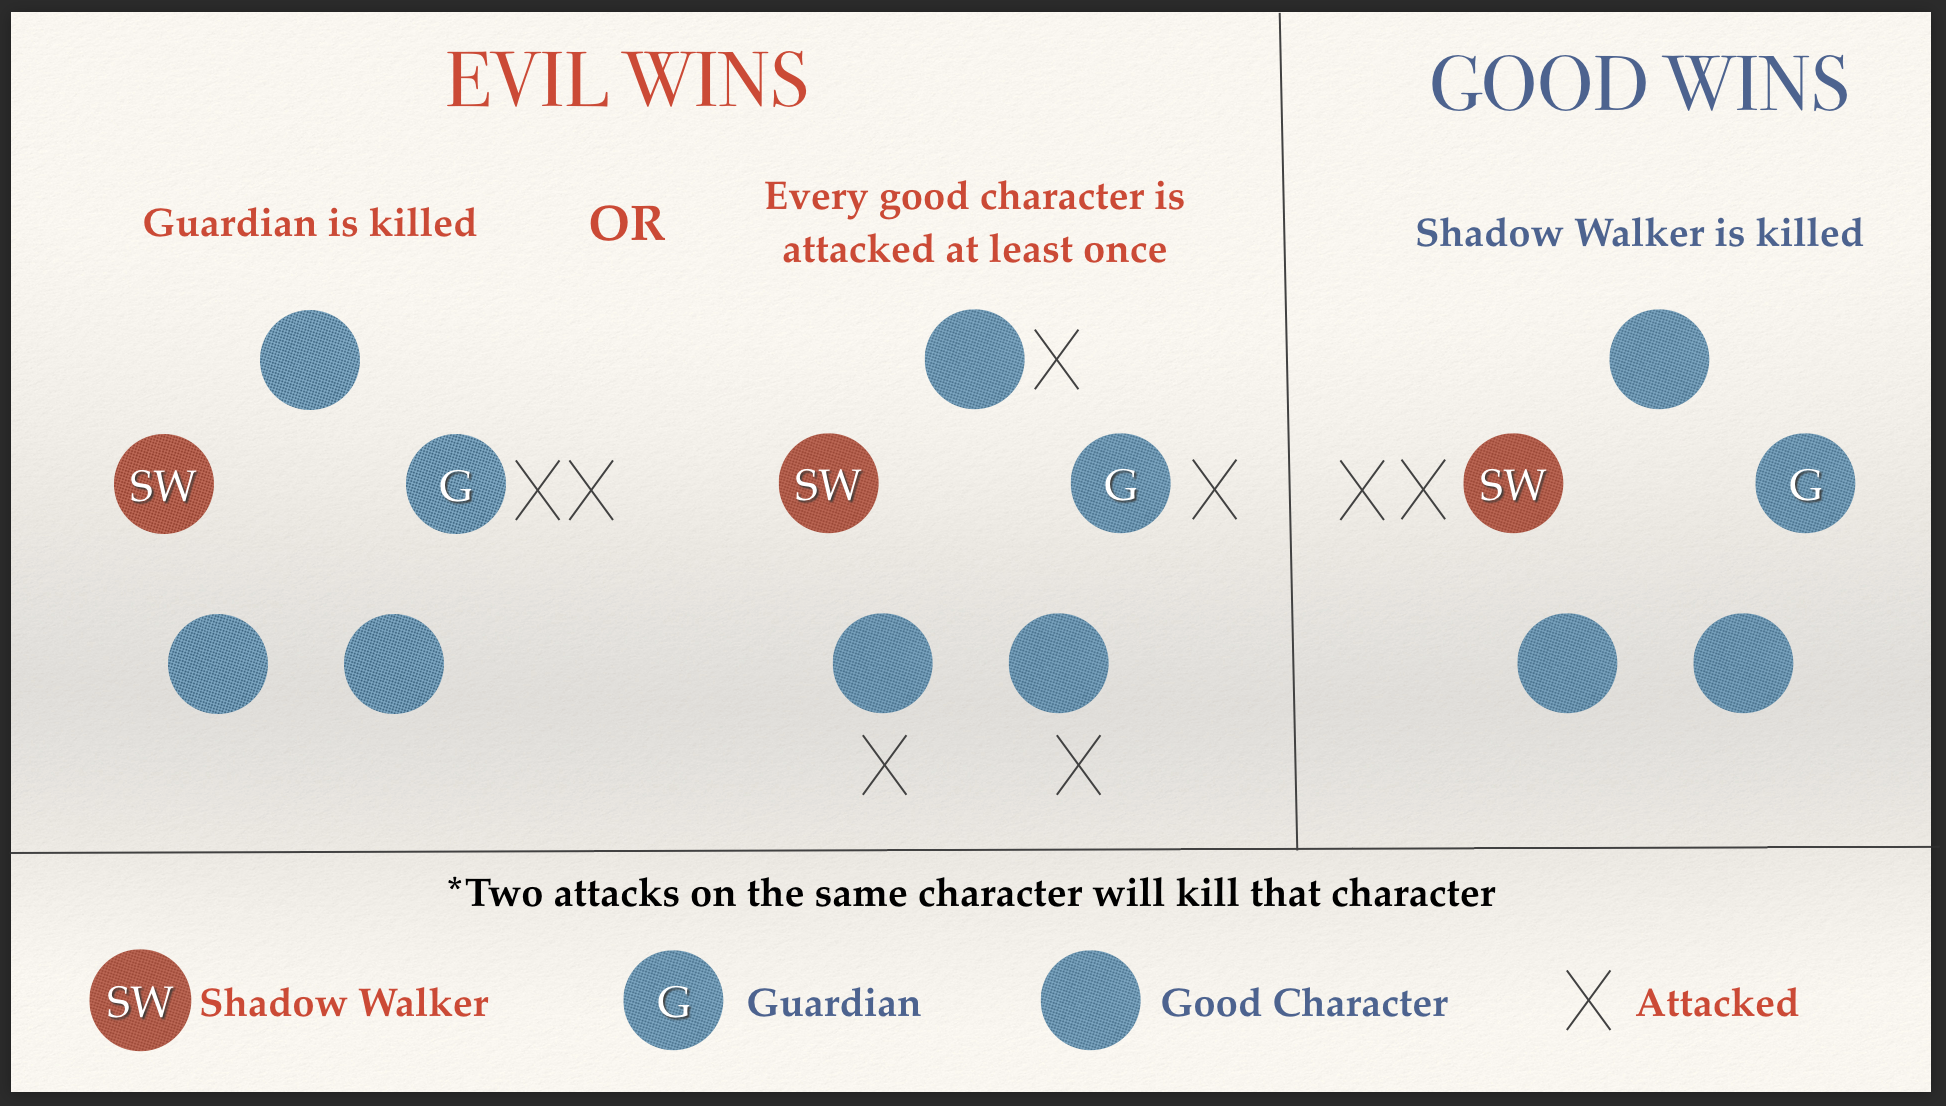 EVIL WINS
GOOD WINS
Guardian is killed
OR
Every good character is
attacked at least once
Shadow Walker is killed
SW
G
SW
G
SW
G
*Two attacks on the same character will kill that character
SW Shadow Walker
G Guardian
Good Character
Attacked